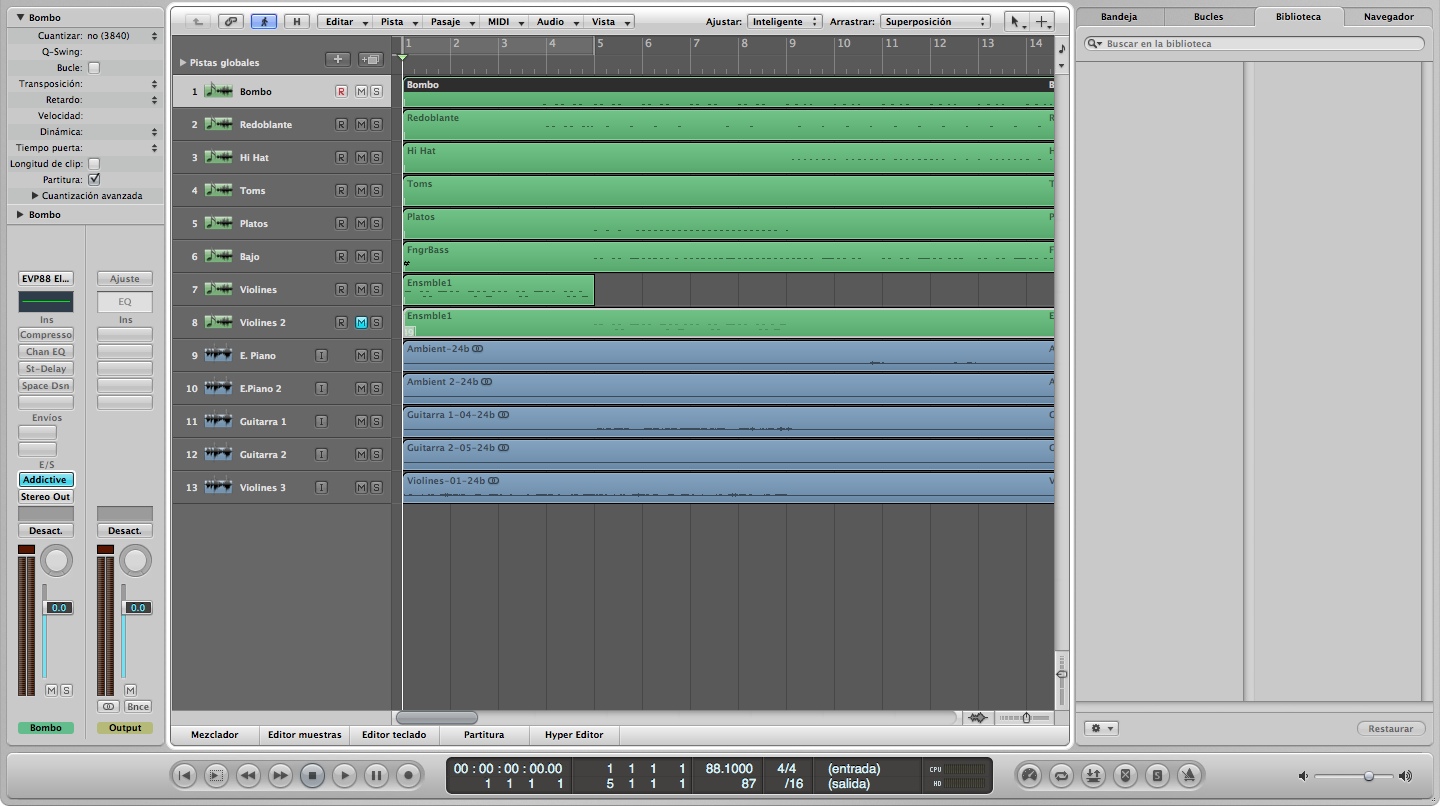 Bombo
Cuantizar: no (3840)
Q-Swing:
Bucle:
Transposición:
Retardo:
Velocidad:
Dinámica:
Tiempo puerta:
Longitud de clip:
Partitura:
Cuantización avanzada
Bombo
EVP88 El... Ajuste
EQ
Ins Ins
Compresso
Chan EQ
St-Delay
Space Dsn
Envíos
E/S
Addictive
Stereo Out
Desact. Desact.
0.0 0.0
M S M
Bnce
Bombo Output
H Editar Pista Pasaje MIDI Audio Vista Ajustar: Inteligente Arrastrar: Superposición
1 2 3 4 5 6 7 8 9 10 11 12 13 14
Pistas globales
1 Bombo R M S Bombo B
2 Redoblante R M S Redoblante R
3 Hi Hat R M S Hi Hat H
4 Toms R M S Toms T
5 Platos R M S Platos P
6 Bajo R M S FngrBass F
7 Violines R M S Ensmble1
8 Violines 2 R M S Ensmble1 E
9 E. Piano I M S Ambient-24b A
10 E.Piano 2 I M S Ambient 2-24b A
11 Guitarra 1 I M S Guitarra 1-04-24b G
12 Guitarra 2 I M S Guitarra 2-05-24b G
13 Violines 3 I M S Violines-01-24b V
Mezclador Editor muestras Editor teclado Partitura Hyper Editor
Bandeja Bucles Biblioteca Navegador
Buscar en la biblioteca
Restaurar
00 : 00 : 00 : 00.00 1 1 1 1 88.1000 4/4 (entrada) CPU
1 1 1 1 5 1 1 1 87 /16 (salida) HD
S